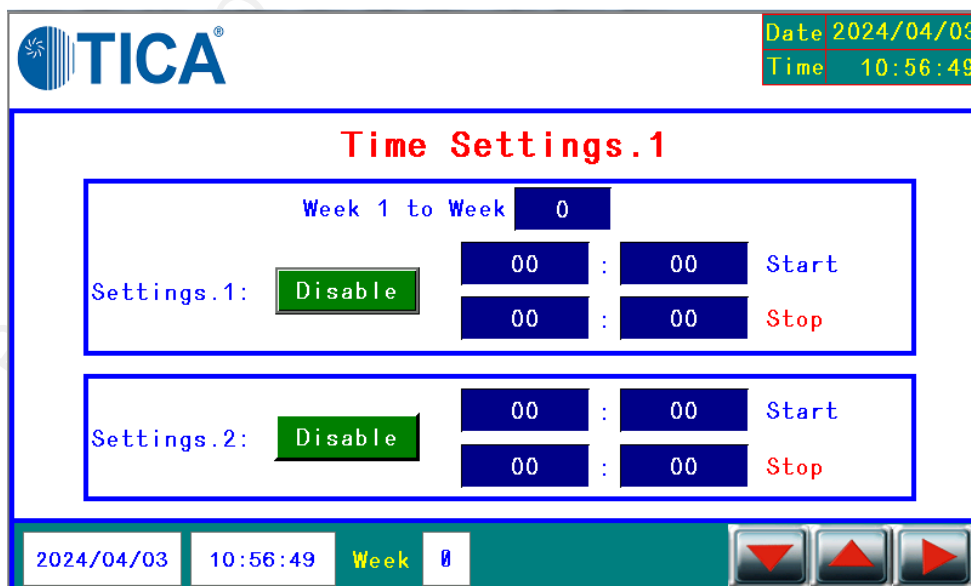 TICA®
Date 2024/04/03
Time 10:56:49
Time Settings.1
Week 1 to Week 0
Settings.1: Disable
00 : 00 Start
00 : 00 Stop
Settings.2: Disable
00 : 00 Start
00 : 00 Stop
2024/04/03 10:56:49 Week 0